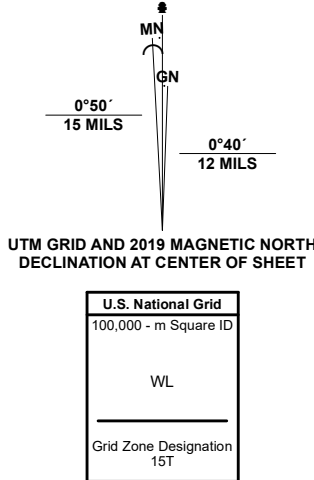 MN
GN
0°50´
15 MILS
0°40´
12 MILS
UTM GRID AND 2019 MAGNETIC NORTH
DECLINATION AT CENTER OF SHEET
U.S. National Grid
100,000 - m Square ID
WL
Grid Zone Designation
15T